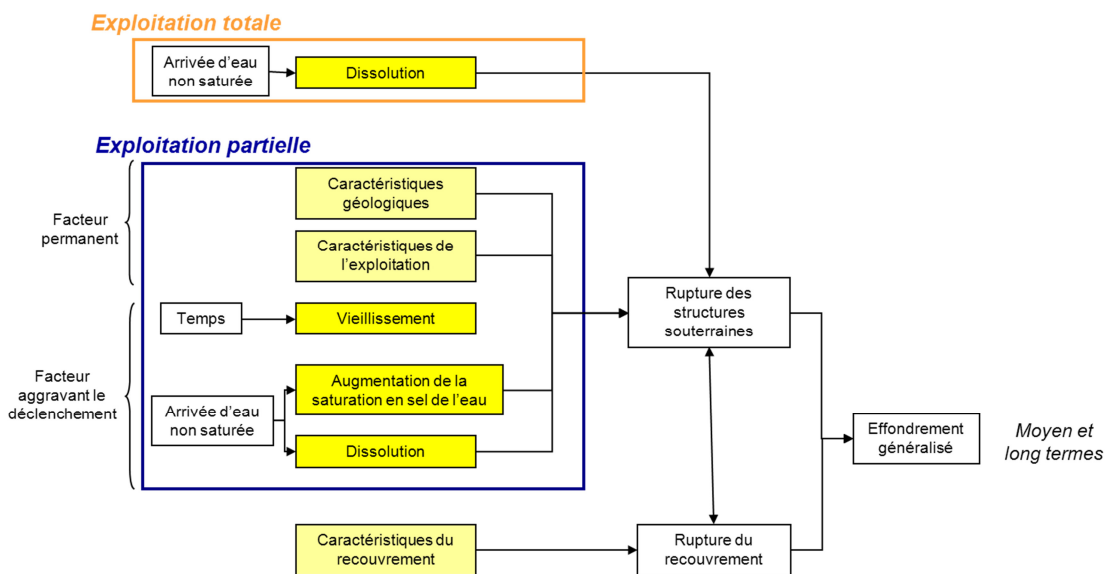 Exploitation totale
Arrivée d'eau
non saturée
Dissolution
Exploitation partielle
Facteur
permanent
Caractéristiques
géologiques
Caractéristiques de
l'exploitation
Facteur
aggravant le
déclenchement
Temps
Vieillissement
Arrivée d'eau
non saturée
Augmentation de la
saturation en sel de l'eau
Dissolution
Rupture des
structures
souterraines
Effondrement
généralisé
Moyen et
long termes
Caractéristiques du
recouvrement
Rupture du
recouvrement